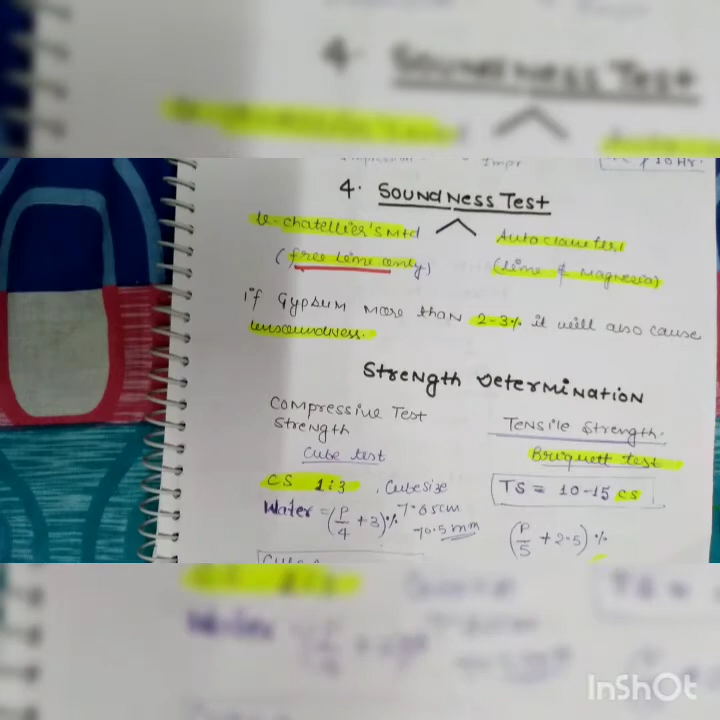 4. Soundness Test
Le-chatellier's Mtd
Autoclave test
(free lime only)
(lime & Magnesia)
if Gypsum more than 2-3% it will also cause
unsoundness.
Strength Determination
Compressive Test
Strength
Tensile Strength.
Cube test
Briquett test
CS 1:3 , Cube size
TS = 10-15 CS
Water = (P/4 + 3)% 7.05cm
70.5 mm
(P/5 + 2.5) %
InShOt